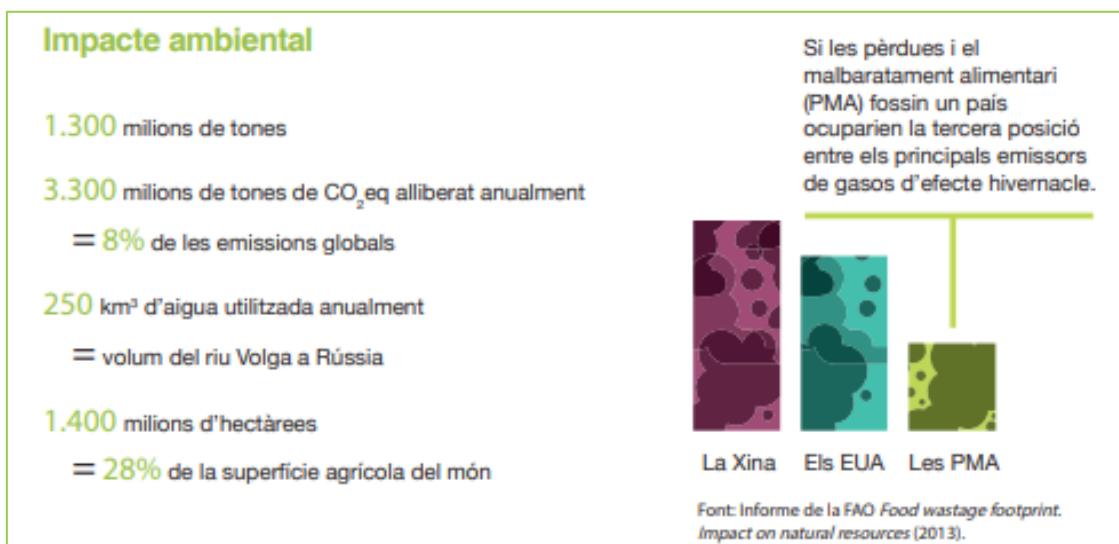 Impacte ambiental
1.300 milions de tones
3.300 milions de tones de CO₂eq alliberat anualment
= 8% de les emissions globals
250 km³ d'aigua utilitzada anualment
= volum del riu Volga a Rússia
1.400 milions d'hectàrees
= 28% de la superfície agrícola del món
Si les pèrdues i el
malbaratament alimentari
(PMA) fossin un país
ocuparien la tercera posició
entre els principals emissors
de gasos d'efecte hivernacle.
La Xina Els EUA Les PMA
Font: Informe de la FAO Food wastage footprint.
Impact on natural resources (2013).